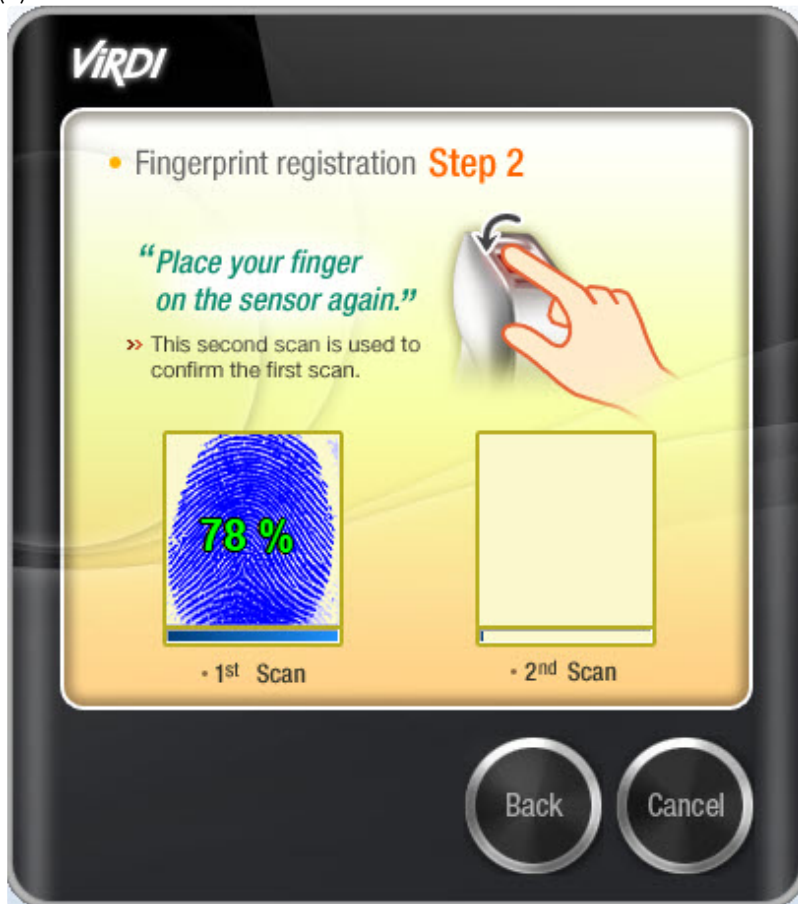 ViRDI
• Fingerprint registration Step 2
“Place your finger
on the sensor again.”
» This second scan is used to
confirm the first scan.
78 %
• 1st Scan
• 2nd Scan
Back
Cancel